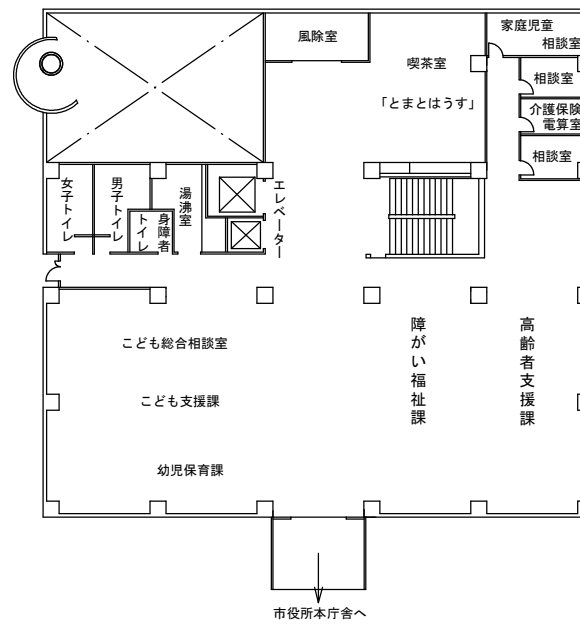 家庭児童
相談室
風除室
喫茶室
「とまとはうす」
相談室
介護保険
電算室
相談室
女子トイレ
男子トイレ
身障者
トイレ
湯沸室
エレベーター
こども総合相談室
こども支援課
幼児保育課
障がい福祉課
高齢者支援課
市役所本庁舎へ